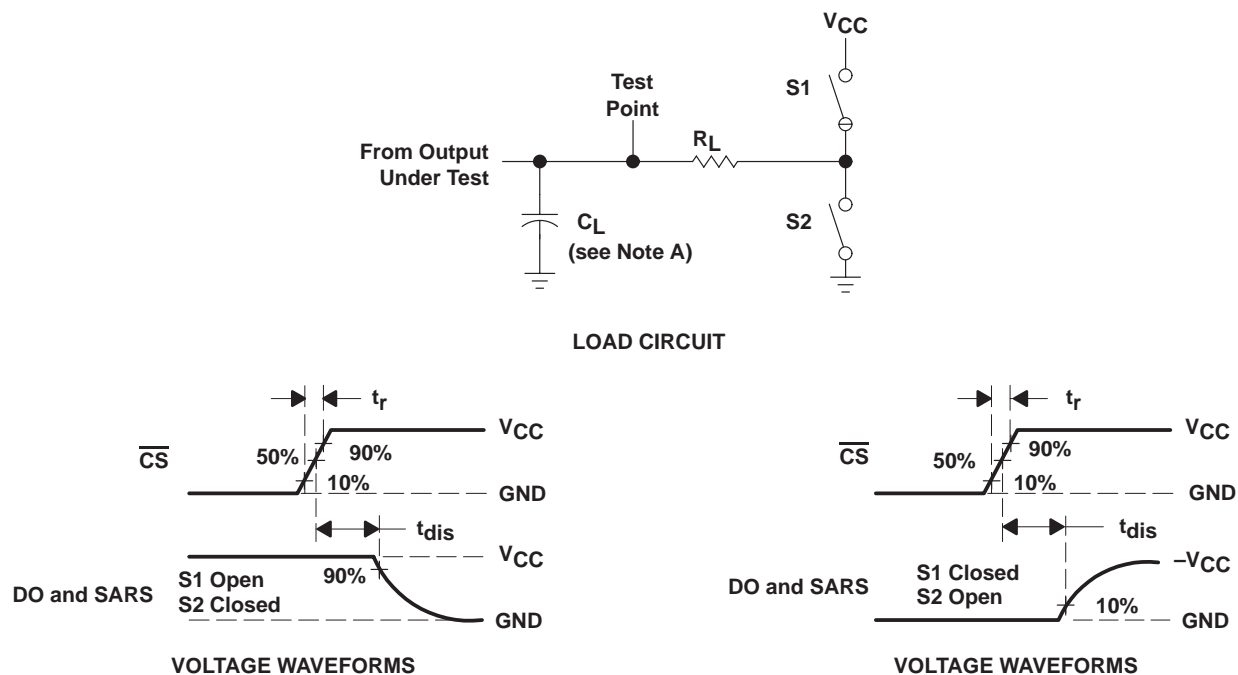 VCC
S1
Test
Point
RL
From Output
Under Test
CL
(see Note A)
S2
LOAD CIRCUIT
tr
VCC
CS
50%
90%
10%
GND
tdis
VCC
90%
S1 Open
S2 Closed
DO and SARS
GND
VOLTAGE WAVEFORMS
tr
VCC
CS
50%
90%
10%
GND
tdis
–VCC
S1 Closed
S2 Open
DO and SARS
10%
GND
VOLTAGE WAVEFORMS